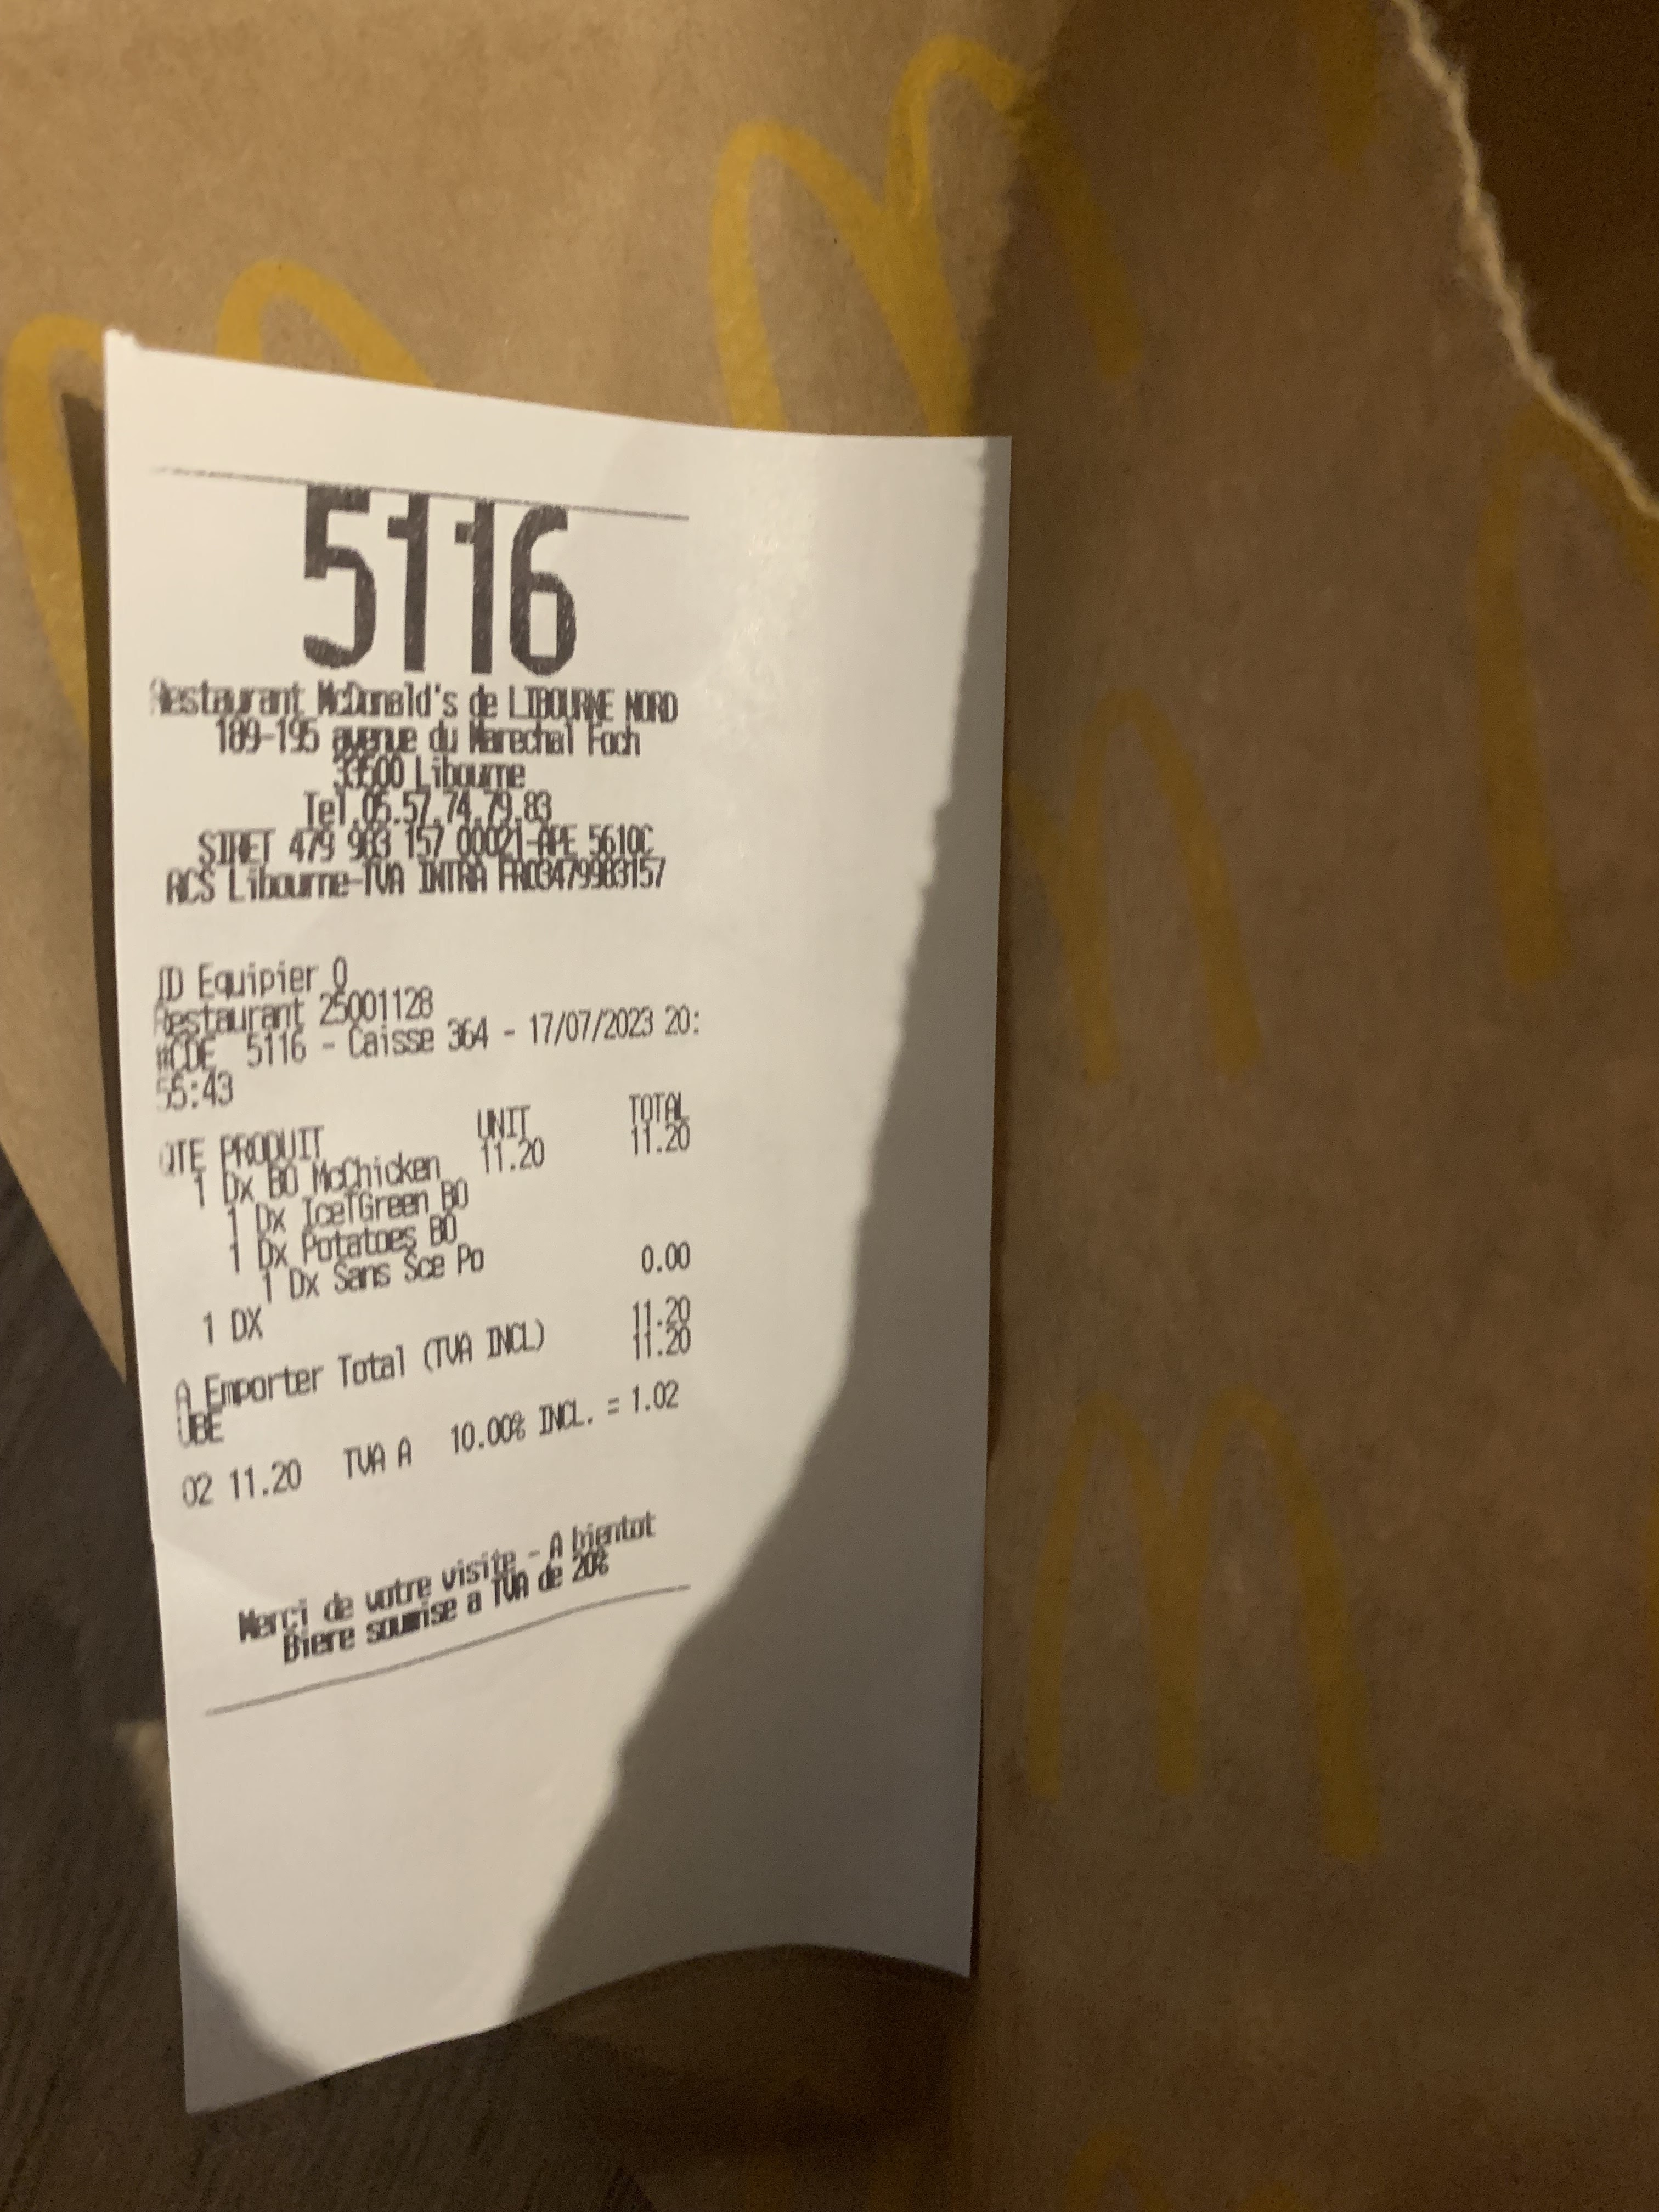 5116
Restaurant McDonald's de LIBOURNE NORD
189-195 avenue du Marechal Foch
33500 Libourne
Tel.05.57.74.79.83
SIRET 479 983 157 00021-APE 5610C
RCS Libourne-TVA INTRA FR03479983157
ID Equipier 0
Restaurant 25001128
#CDE 5116 - Caisse 364 - 17/07/2023 20:
55:43
QTE PRODUIT UNIT TOTAL
1 Dx BO McChicken 11.20 11.20
1 Dx IceTGreen BO
1 Dx Potatoes BO
1 Dx Sans Sce Po
1 DX 0.00
A Emporter Total (TVA INCL) 11.20
UBE 11.20
02 11.20 TVA A 10.00% INCL. = 1.02
Merci de votre visite - A bientot
Biere soumise a TVA de 20%